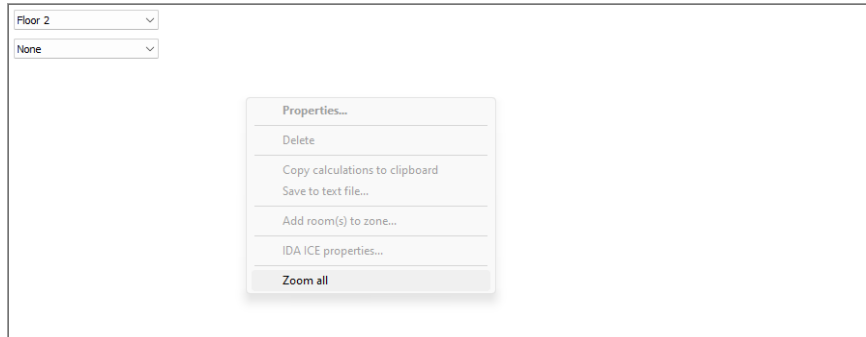 Floor 2
None
Properties...
Delete
Copy calculations to clipboard
Save to text file...
Add room(s) to zone...
IDA ICE properties...
Zoom all